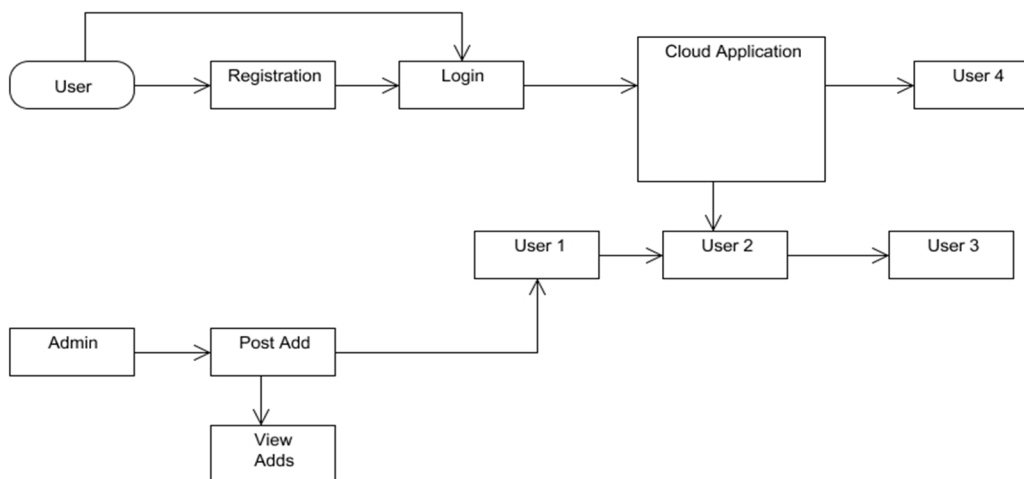 Cloud Application
User
Registration
Login
User 4
User 1
User 2
User 3
Admin
Post Add
View
Adds